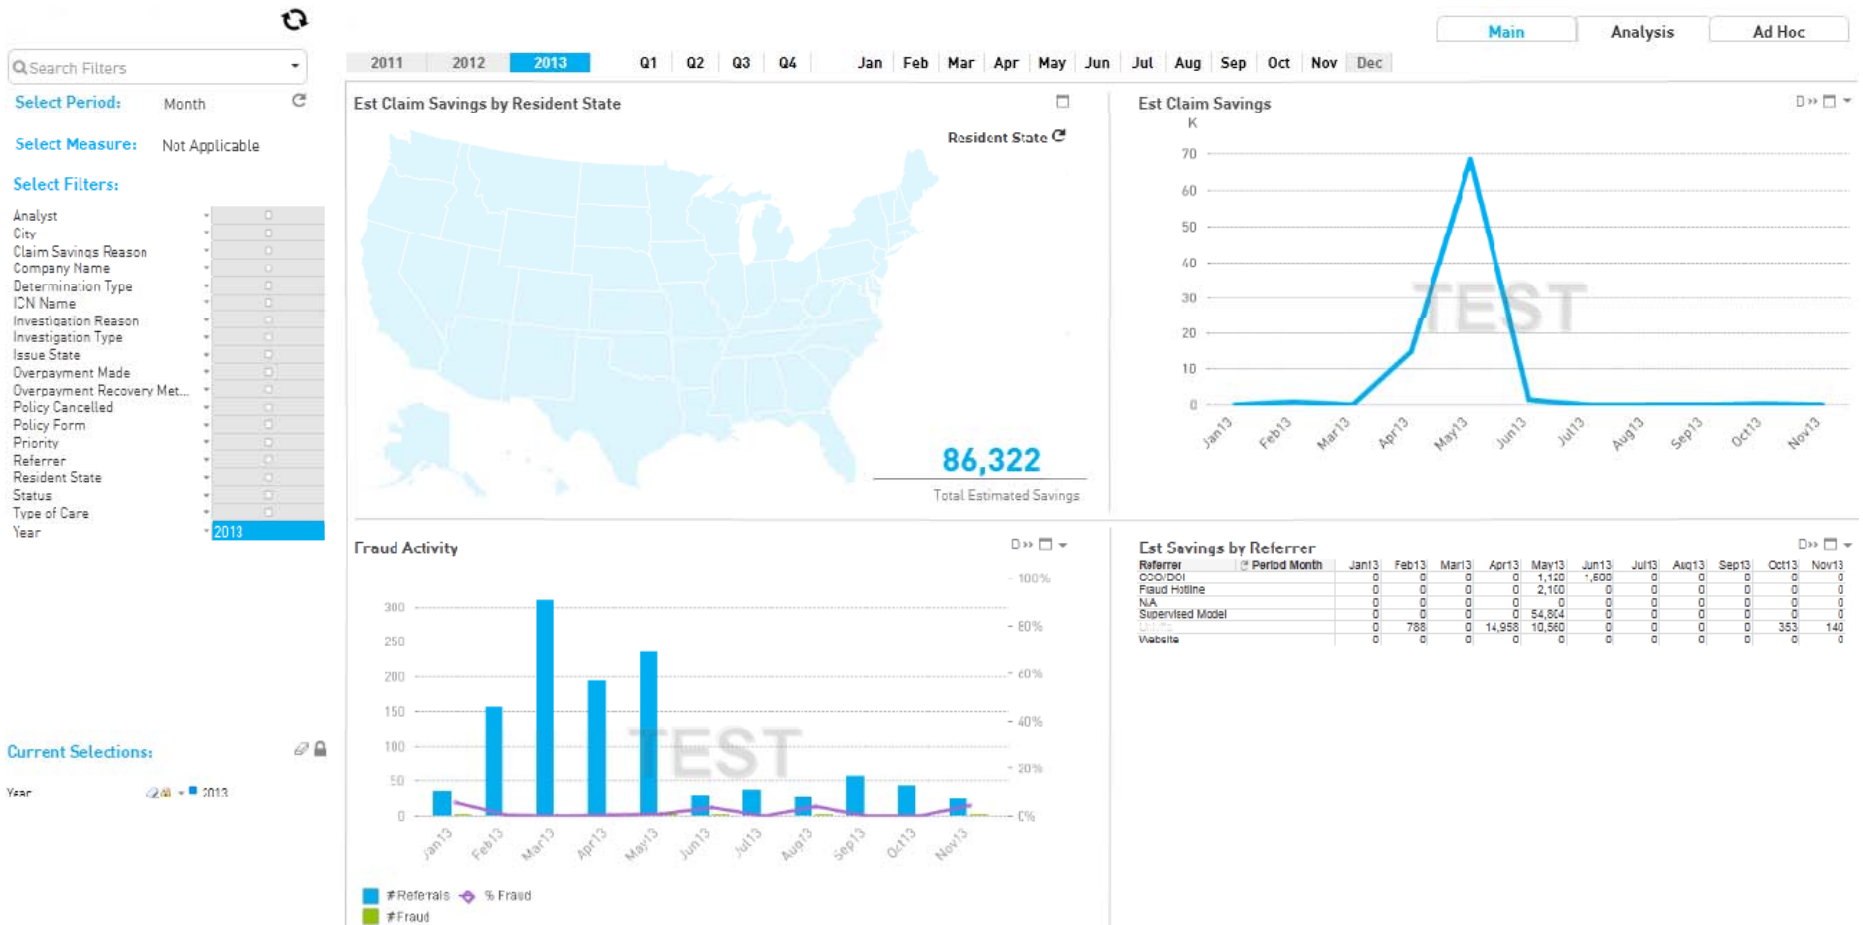 Main Analysis Ad Hoc
2011 2012 2013 Q1 Q2 Q3 Q4 Jan Feb Mar Apr May Jun Jul Aug Sep Oct Nov Dec
Search Filters
Select Period: Month
Select Measure: Not Applicable
Select Filters:
Analyst
City
Claim Savings Reason
Company Name
Determination Type
ICN Name
Investigation Reason
Investigation Type
Issue State
Overpayment Made
Overpayment Recovery Met...
Policy Cancelled
Policy Form
Priority
Referrer
Resident State
Status
Type of Care
Year 2013
Current Selections:
Year 2013
Est Claim Savings by Resident State
Resident State
86,322
Total Estimated Savings
Est Claim Savings
K
70
60
50
40
30
20
10
0
TEST
Jan13 Feb13 Mar13 Apr13 May13 Jun13 Jul13 Aug13 Sep13 Oct13 Nov13
Fraud Activity
100%
300
80%
250
60%
200
150
40%
100
20%
50
0 0%
TEST
Jan13 Feb13 Mar13 Apr13 May13 Jun13 Jul13 Aug13 Sep13 Oct13 Nov13
#Referrals % Fraud
#Fraud
Est Savings by Referrer
Referrer Period Month Jan13 Feb13 Mar13 Apr13 May13 Jun13 Jul13 Aug13 Sep13 Oct13 Nov13
0 0 0 0 1,120 1,600 0 0 0 0 0
Fraud Hotline 0 0 0 0 2,100 0 0 0 0 0 0
N/A 0 0 0 0 0 0 0 0 0 0 0
Supervised Model 0 0 0 0 54,804 0 0 0 0 0 0
0 788 0 14,958 10,560 0 0 0 0 353 140
Website 0 0 0 0 0 0 0 0 0 0 0